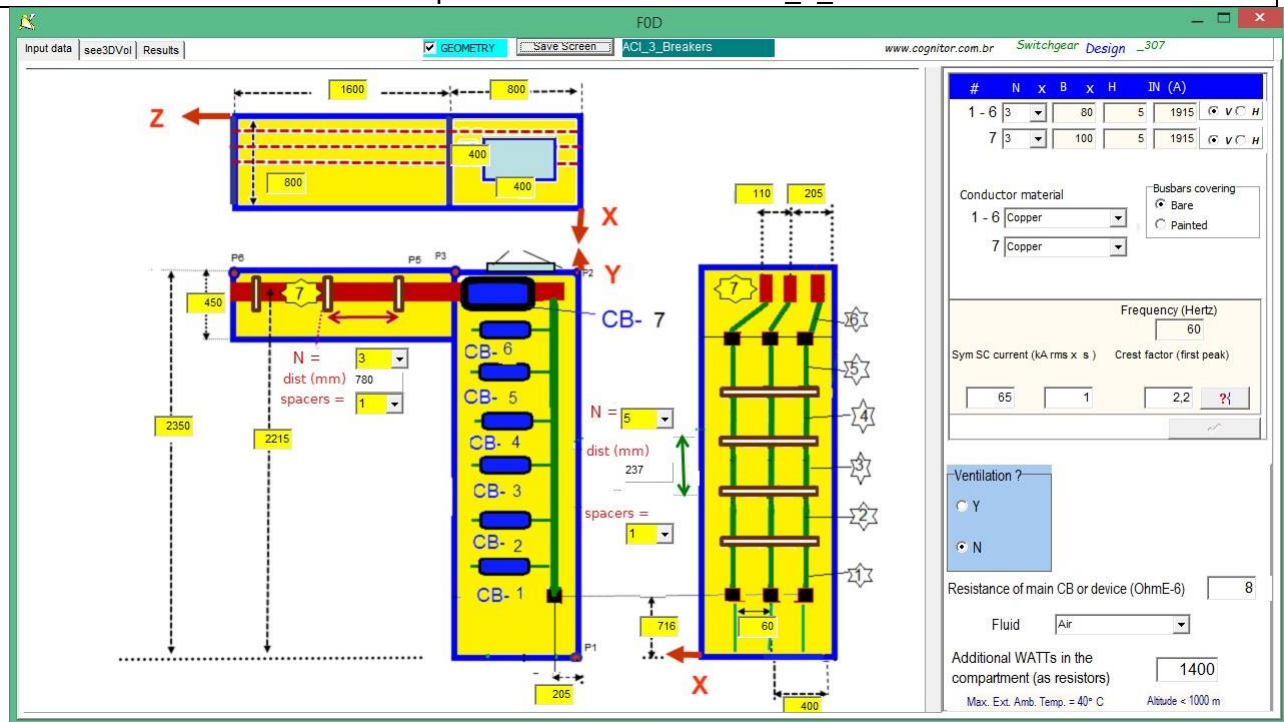 F0D
Input data see3DVol Results GEOMETRY Save Screen ACI_3_Breakers www.cognitor.com.br Switchgear Design _307
1600 800
Z
400
800 400
X
Y
P6 P5 P3 P2
450
7
CB- 7
N = 3
dist (mm) 780
spacers = 1
CB- 6
CB- 5
CB- 4
CB- 3
CB- 2
CB- 1
2350
2215
N = 5
dist (mm)
237
spacers =
1
P1
205
110 205
7
6
5
4
3
2
1
716 60
X
400
# N x B x H IN (A)
1 - 6 3 80 5 1915 V H
7 3 100 5 1915 V H
Conductor material
1 - 6 Copper
7 Copper
Busbars covering
Bare
Painted
Frequency (Hertz)
60
Sym SC current (kA rms x s ) Crest factor (first peak)
65 1 2,2
Ventilation ?
Y
N
Resistance of main CB or device (OhmE-6) 8
Fluid Air
Additional WATTs in the
compartment (as resistors) 1400
Max. Ext. Amb. Temp. = 40° C Altitude < 1000 m